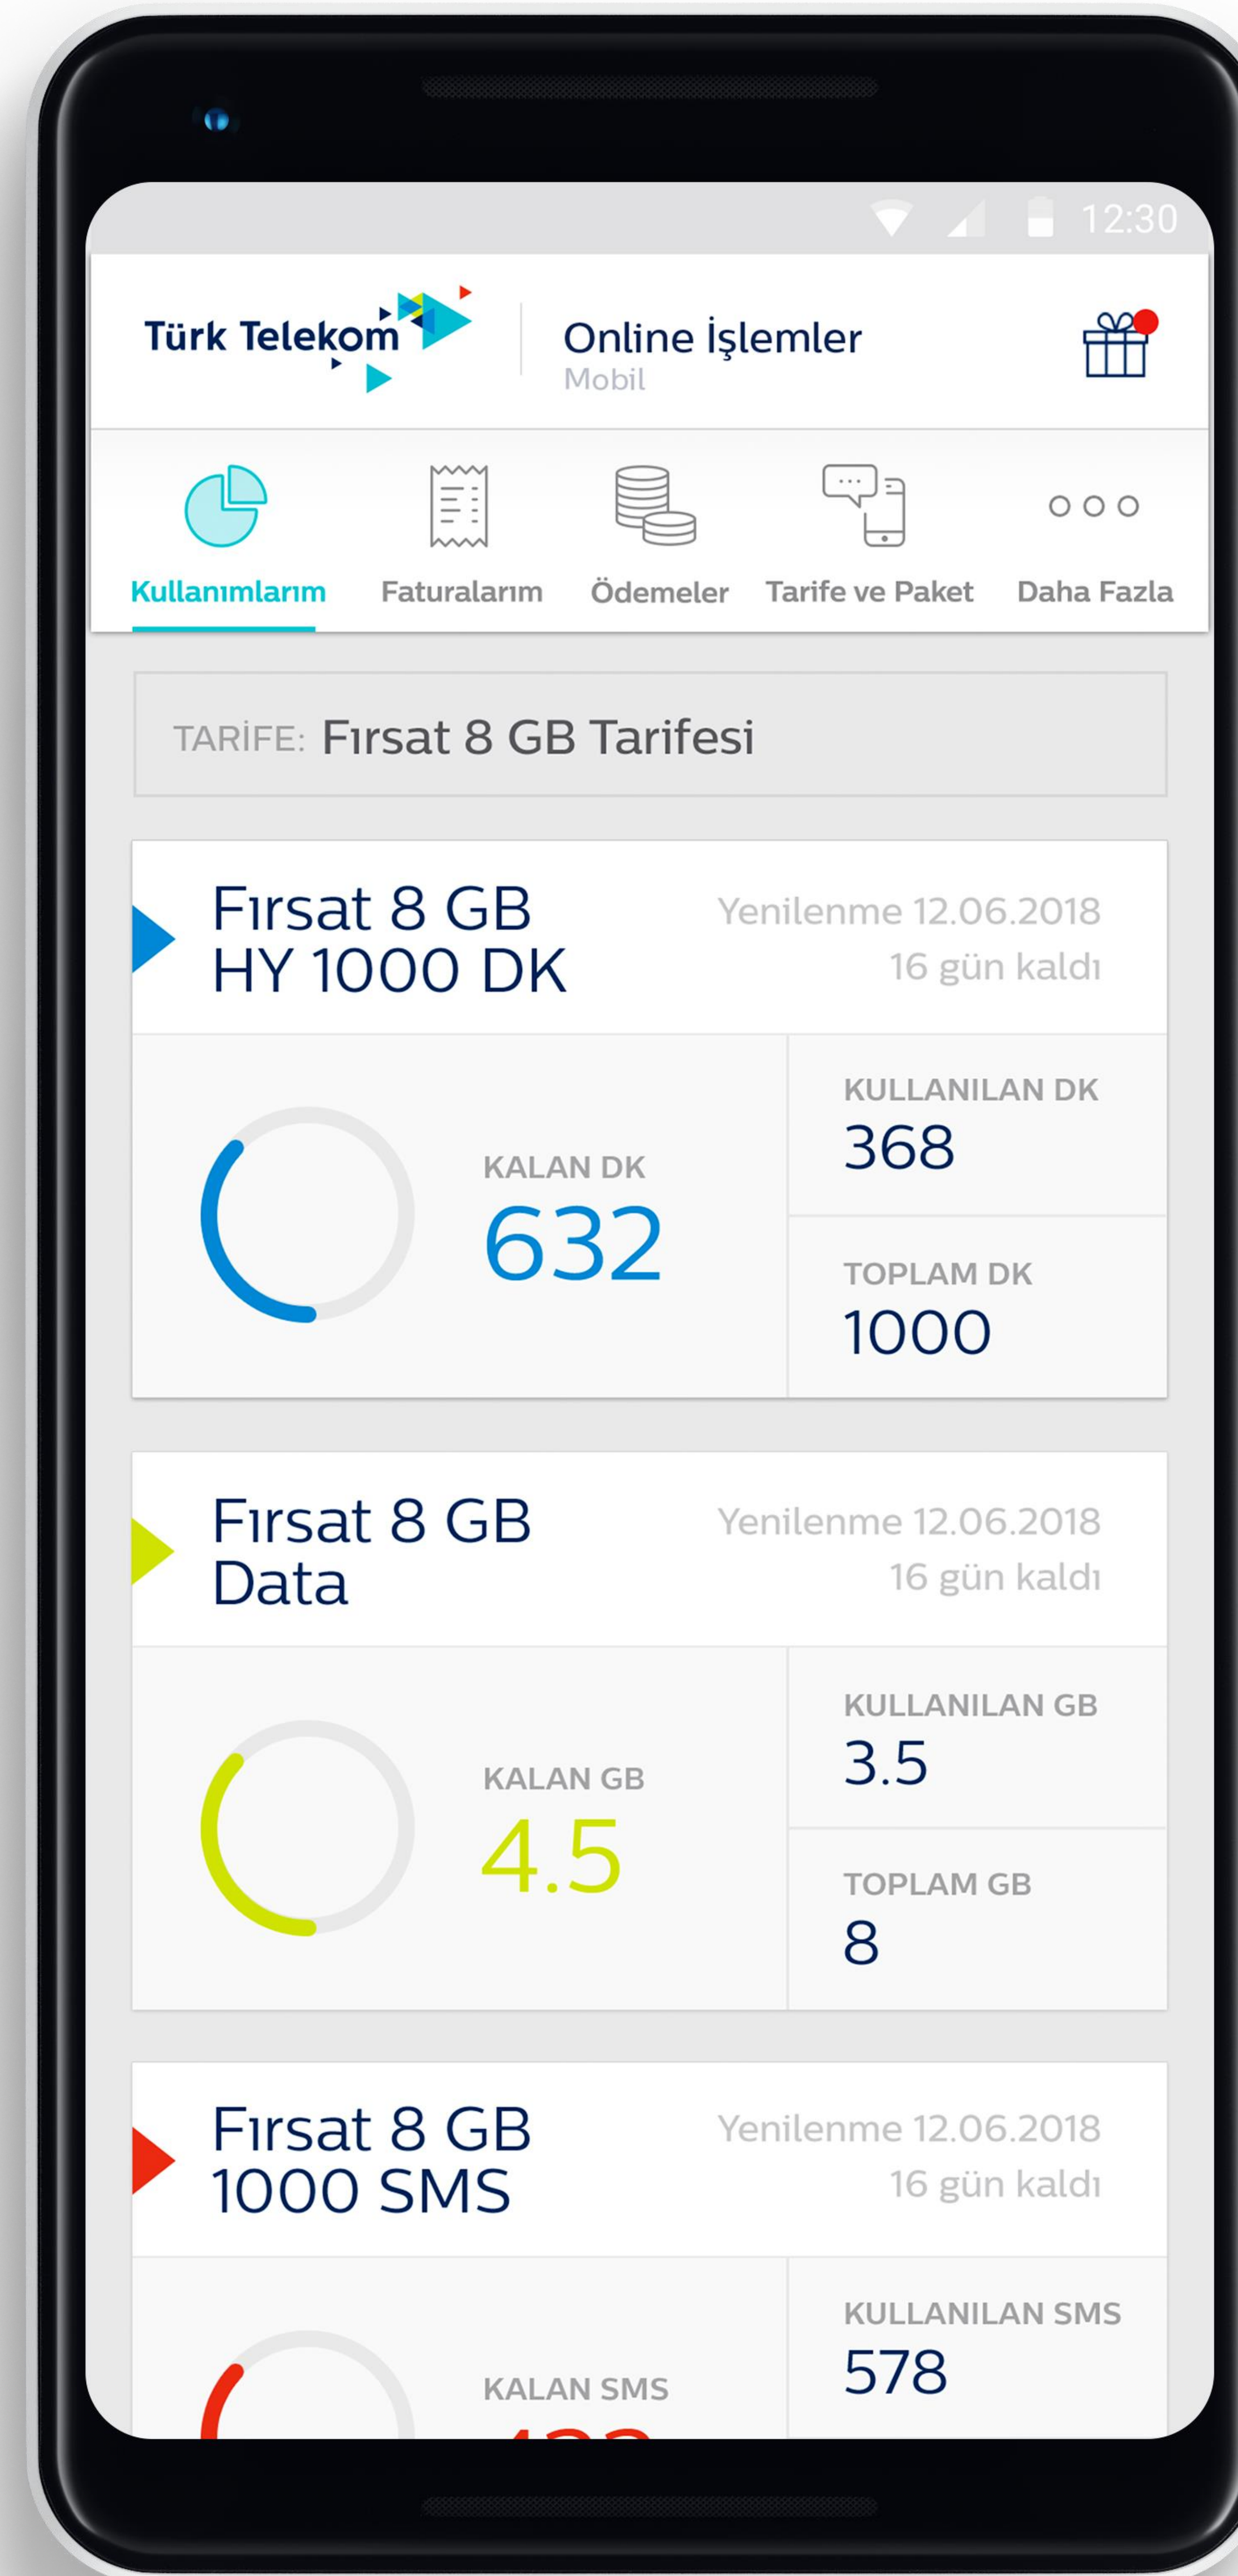 12:30
Türk Telekom
Online İşlemler
Mobil
Kullanımlarım
Faturalarım
Ödemeler
Tarife ve Paket
Daha Fazla
TARİFE: Fırsat 8 GB Tarifesi
Fırsat 8 GB
HY 1000 DK
Yenilenme 12.06.2018
16 gün kaldı
KALAN DK
632
KULLANILAN DK
368
TOPLAM DK
1000
Fırsat 8 GB
Data
Yenilenme 12.06.2018
16 gün kaldı
KALAN GB
4.5
KULLANILAN GB
3.5
TOPLAM GB
8
Fırsat 8 GB
1000 SMS
Yenilenme 12.06.2018
16 gün kaldı
KALAN SMS
KULLANILAN SMS
578